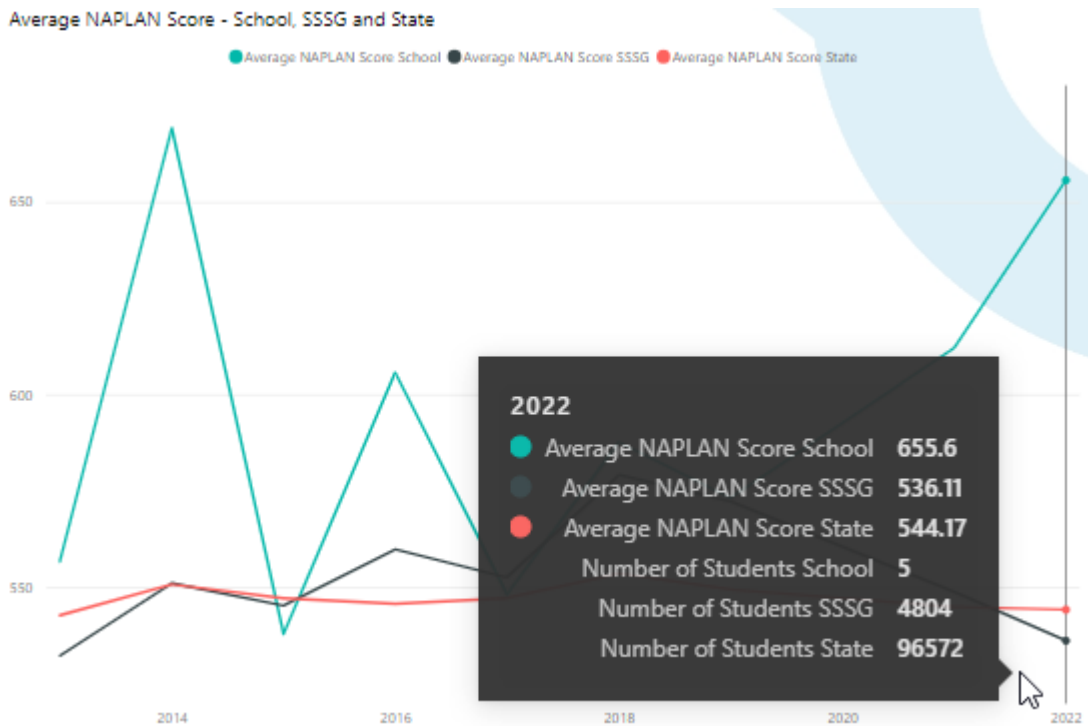 Average NAPLAN Score - School, SSSG and State
Average NAPLAN Score School Average NAPLAN Score SSSG Average NAPLAN Score State
650
600
550
2022
Average NAPLAN Score School 655.6
Average NAPLAN Score SSSG 536.11
Average NAPLAN Score State 544.17
Number of Students School 5
Number of Students SSSG 4804
Number of Students State 96572
2014 2016 2018 2020 2022